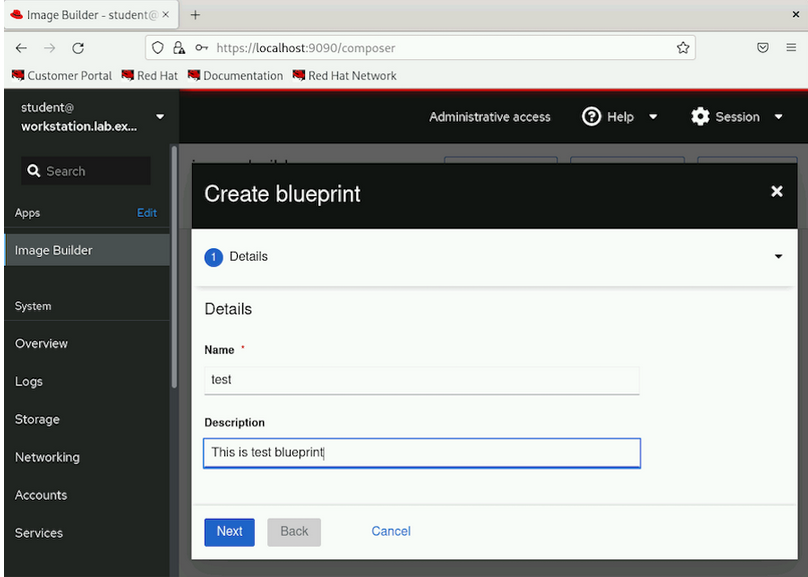 Image Builder - student@
https://localhost:9090/composer
Customer Portal Red Hat Documentation Red Hat Network
student@
workstation.lab.ex...
Administrative access Help Session
Search
Apps Edit
Image Builder
System
Overview
Logs
Storage
Networking
Accounts
Services
Create blueprint
1 Details
Details
Name *
test
Description
This is test blueprint
Next Back Cancel